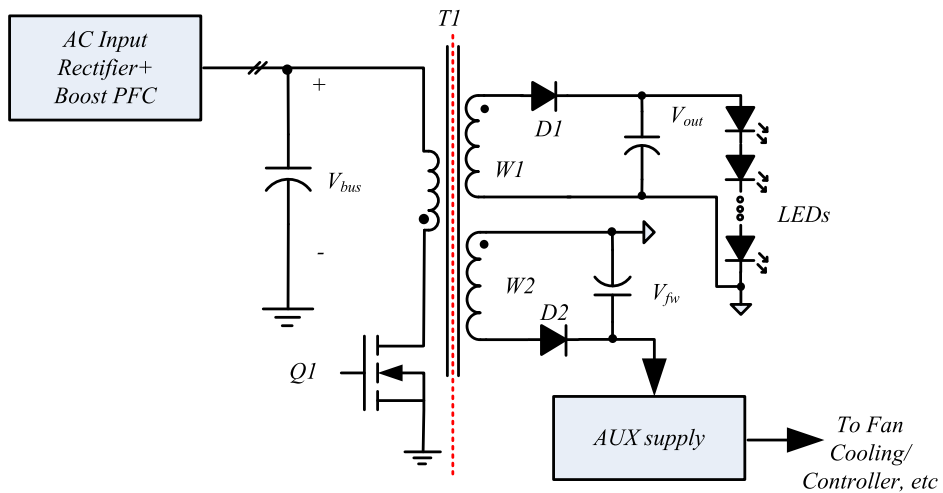 T1
AC Input
Rectifier+
Boost PFC
+
Vbus
-
D1
Vout
W1
LEDs
W2
Vfw
D2
Q1
AUX supply
To Fan
Cooling/
Controller, etc